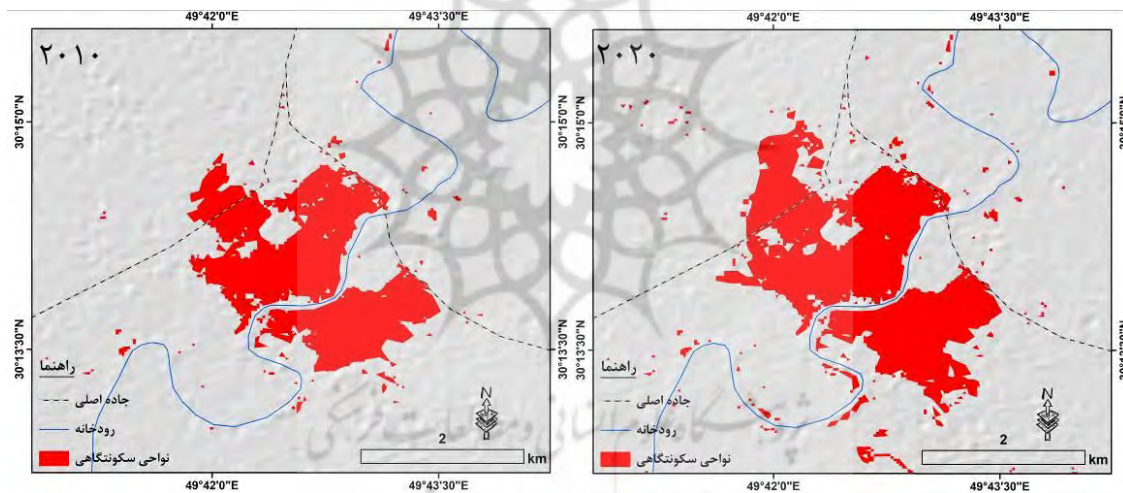 49°42'0"E 49°43'30"E
۲۰۱۰
30°15'0"N
30°13'30"N
راهنما
جاده اصلی
رودخانه
نواحی سکونتگاهی
N
2
km
49°42'0"E 49°43'30"E
49°42'0"E 49°43'30"E
۲۰۲۰
30°15'0"N
30°13'30"N
راهنما
جاده اصلی
رودخانه
نواحی سکونتگاهی
N
2
km
49°42'0"E 49°43'30"E